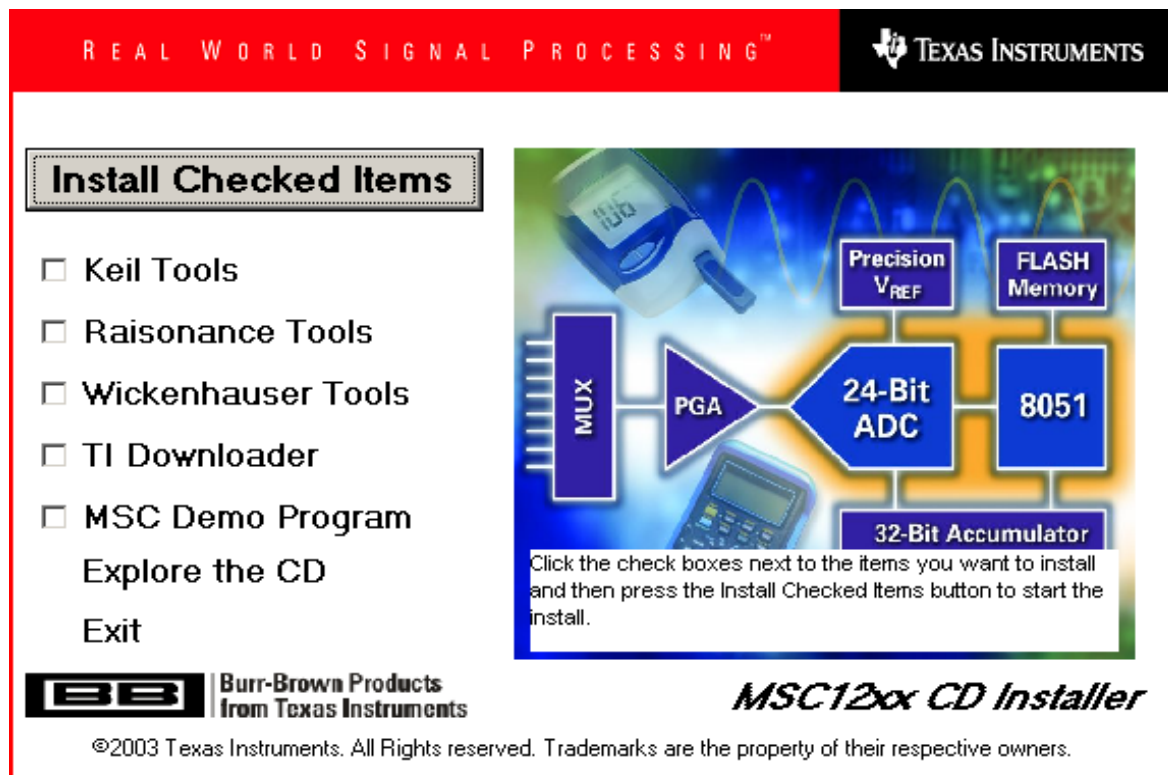 REAL WORLD SIGNAL PROCESSING™
TEXAS INSTRUMENTS
Install Checked Items
Keil Tools
Raisonance Tools
Wickenhauser Tools
TI Downloader
MSC Demo Program
Explore the CD
Exit
106
Precision
VREF
FLASH
Memory
MUX
PGA
24-Bit
ADC
8051
32-Bit Accumulator
Click the check boxes next to the items you want to install
and then press the Install Checked Items button to start the
install.
BB
Burr-Brown Products
from Texas Instruments
MSC12xx CD Installer
©2003 Texas Instruments. All Rights reserved. Trademarks are the property of their respective owners.